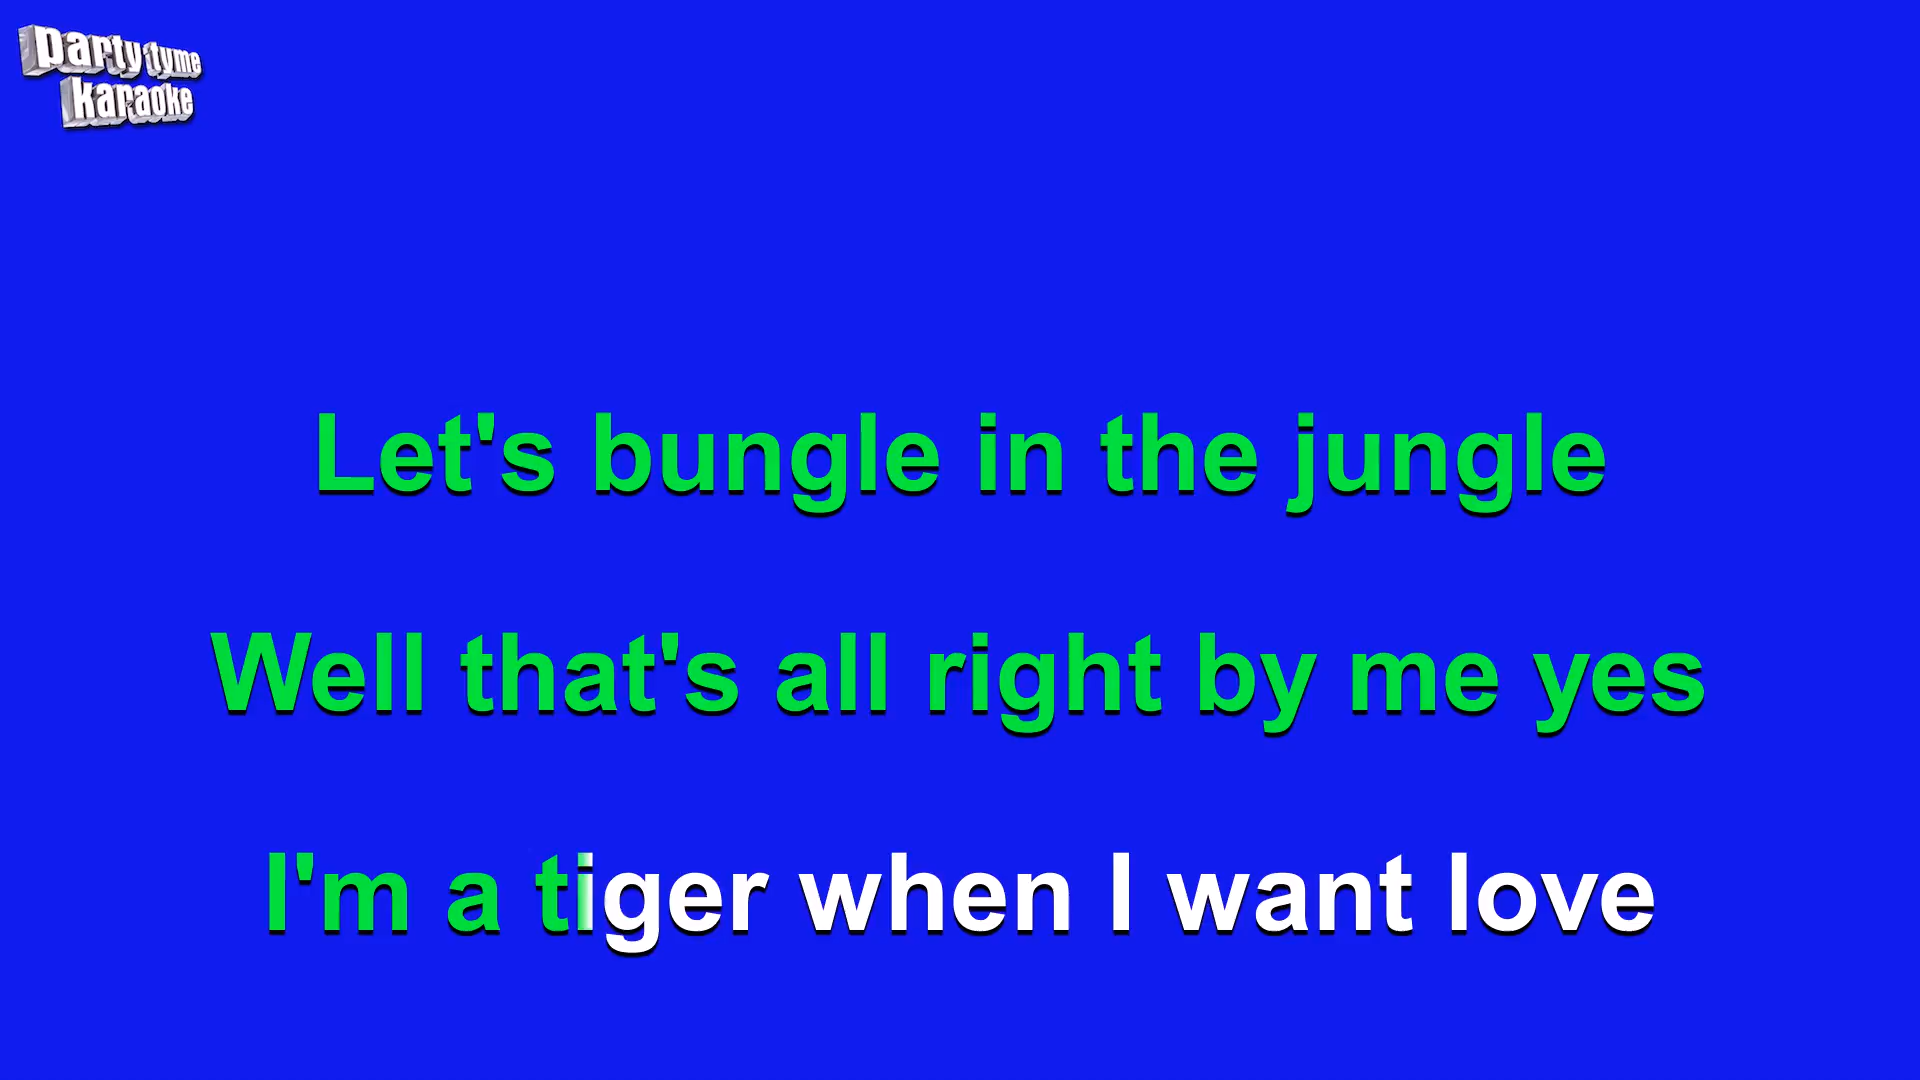 party tyme
karaoke
Let's bungle in the jungle
Well that's all right by me yes
I'm a tiger when I want love